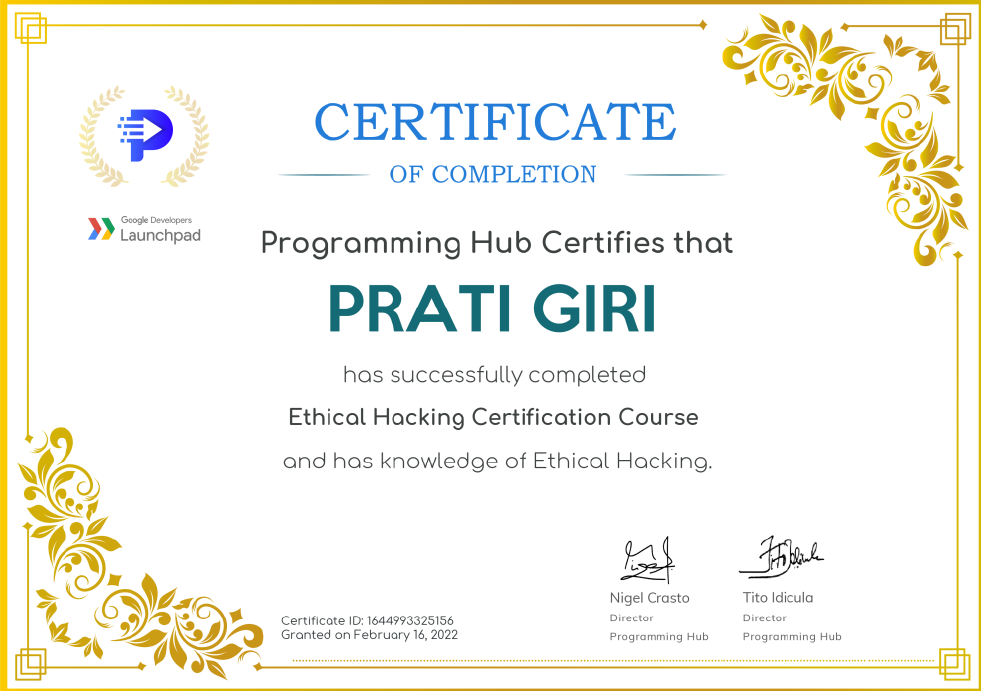 CERTIFICATE
OF COMPLETION
Google Developers
Launchpad
Programming Hub Certifies that
PRATI GIRI
has successfully completed
Ethical Hacking Certification Course
and has knowledge of Ethical Hacking.
Nigel Crasto
Director
Programming Hub
Tito Idicula
Director
Programming Hub
Certificate ID: 1644993325156
Granted on February 16, 2022